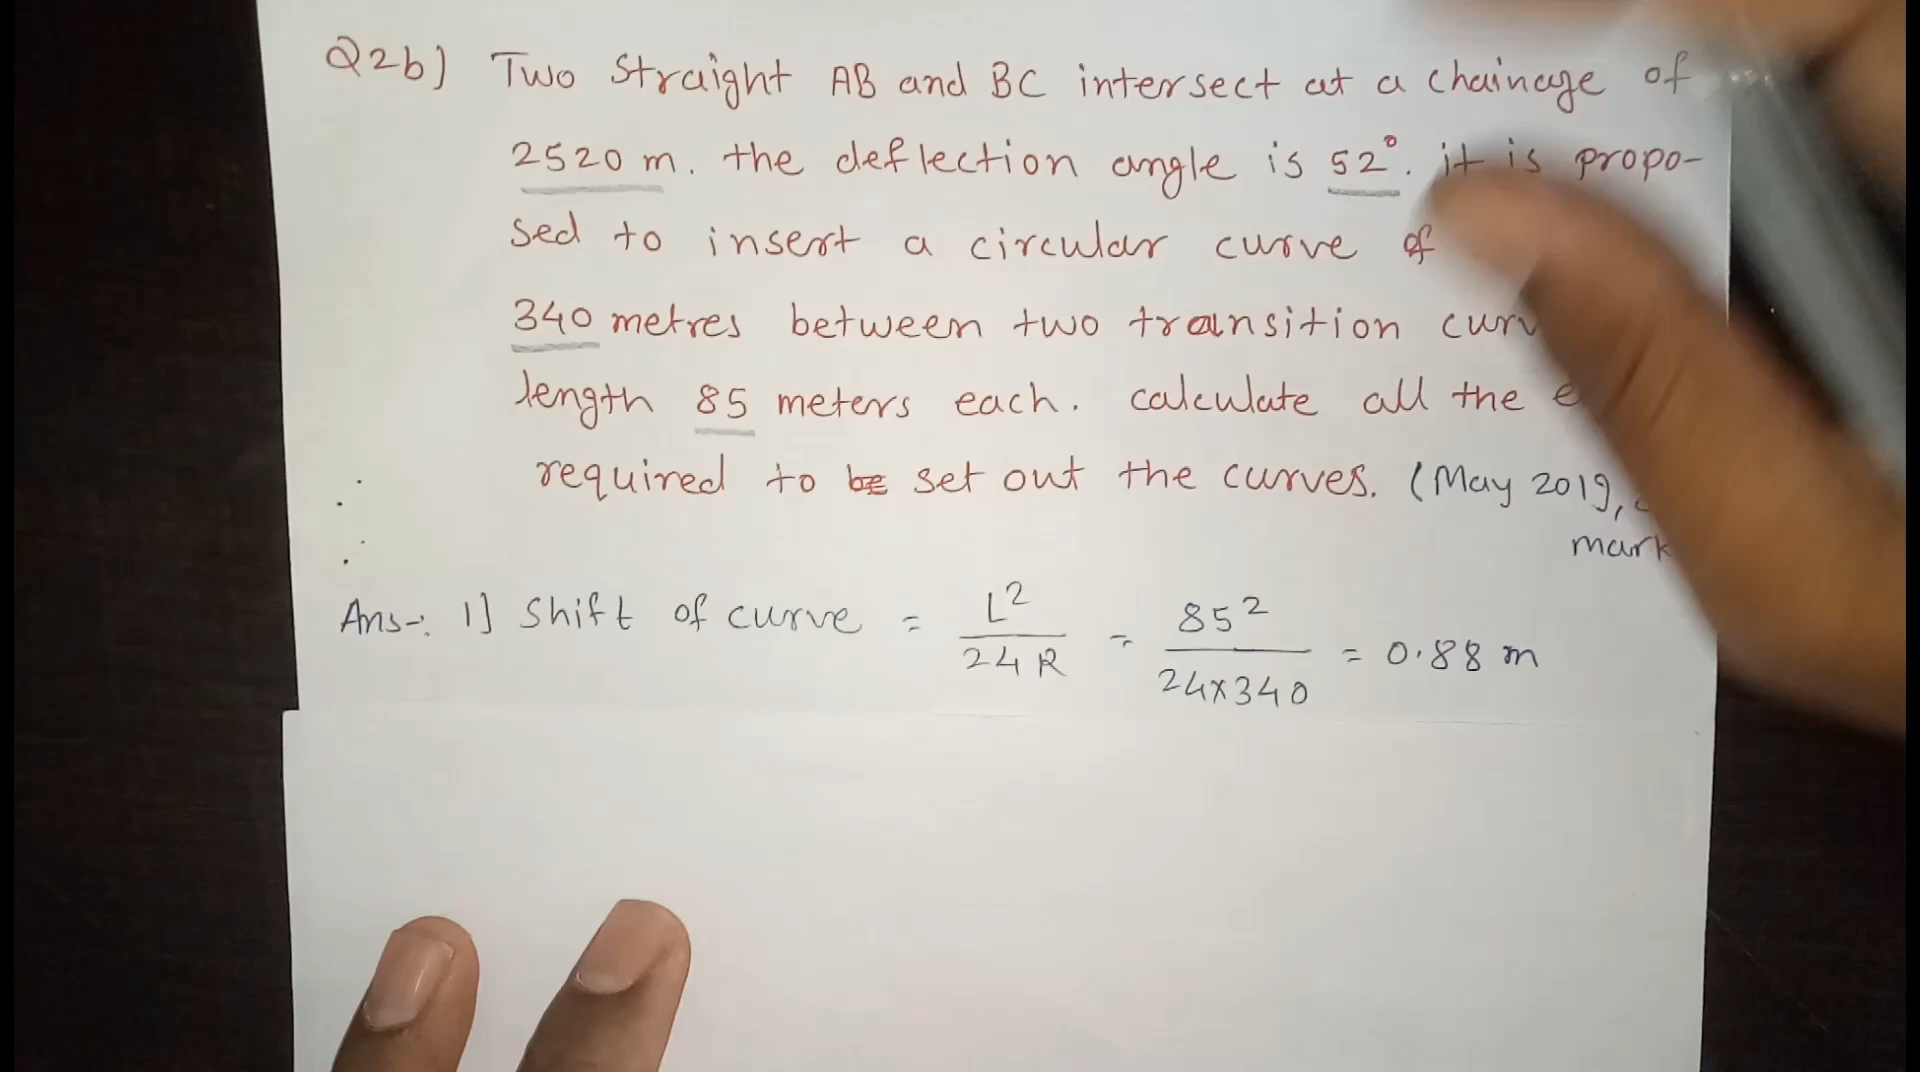 Q2b) Two Straight AB and BC intersect at a chainage of
2520 m. the deflection angle is 52°. it is propo-
sed to insert a circular curve of
340 metres between two transition
length 85 meters each. calculate all the
required to be set out the curves. (May 2019,
mark
Ans-: 1] Shift of curve = L² / 24 R = 85² / 24×340 = 0.88 m